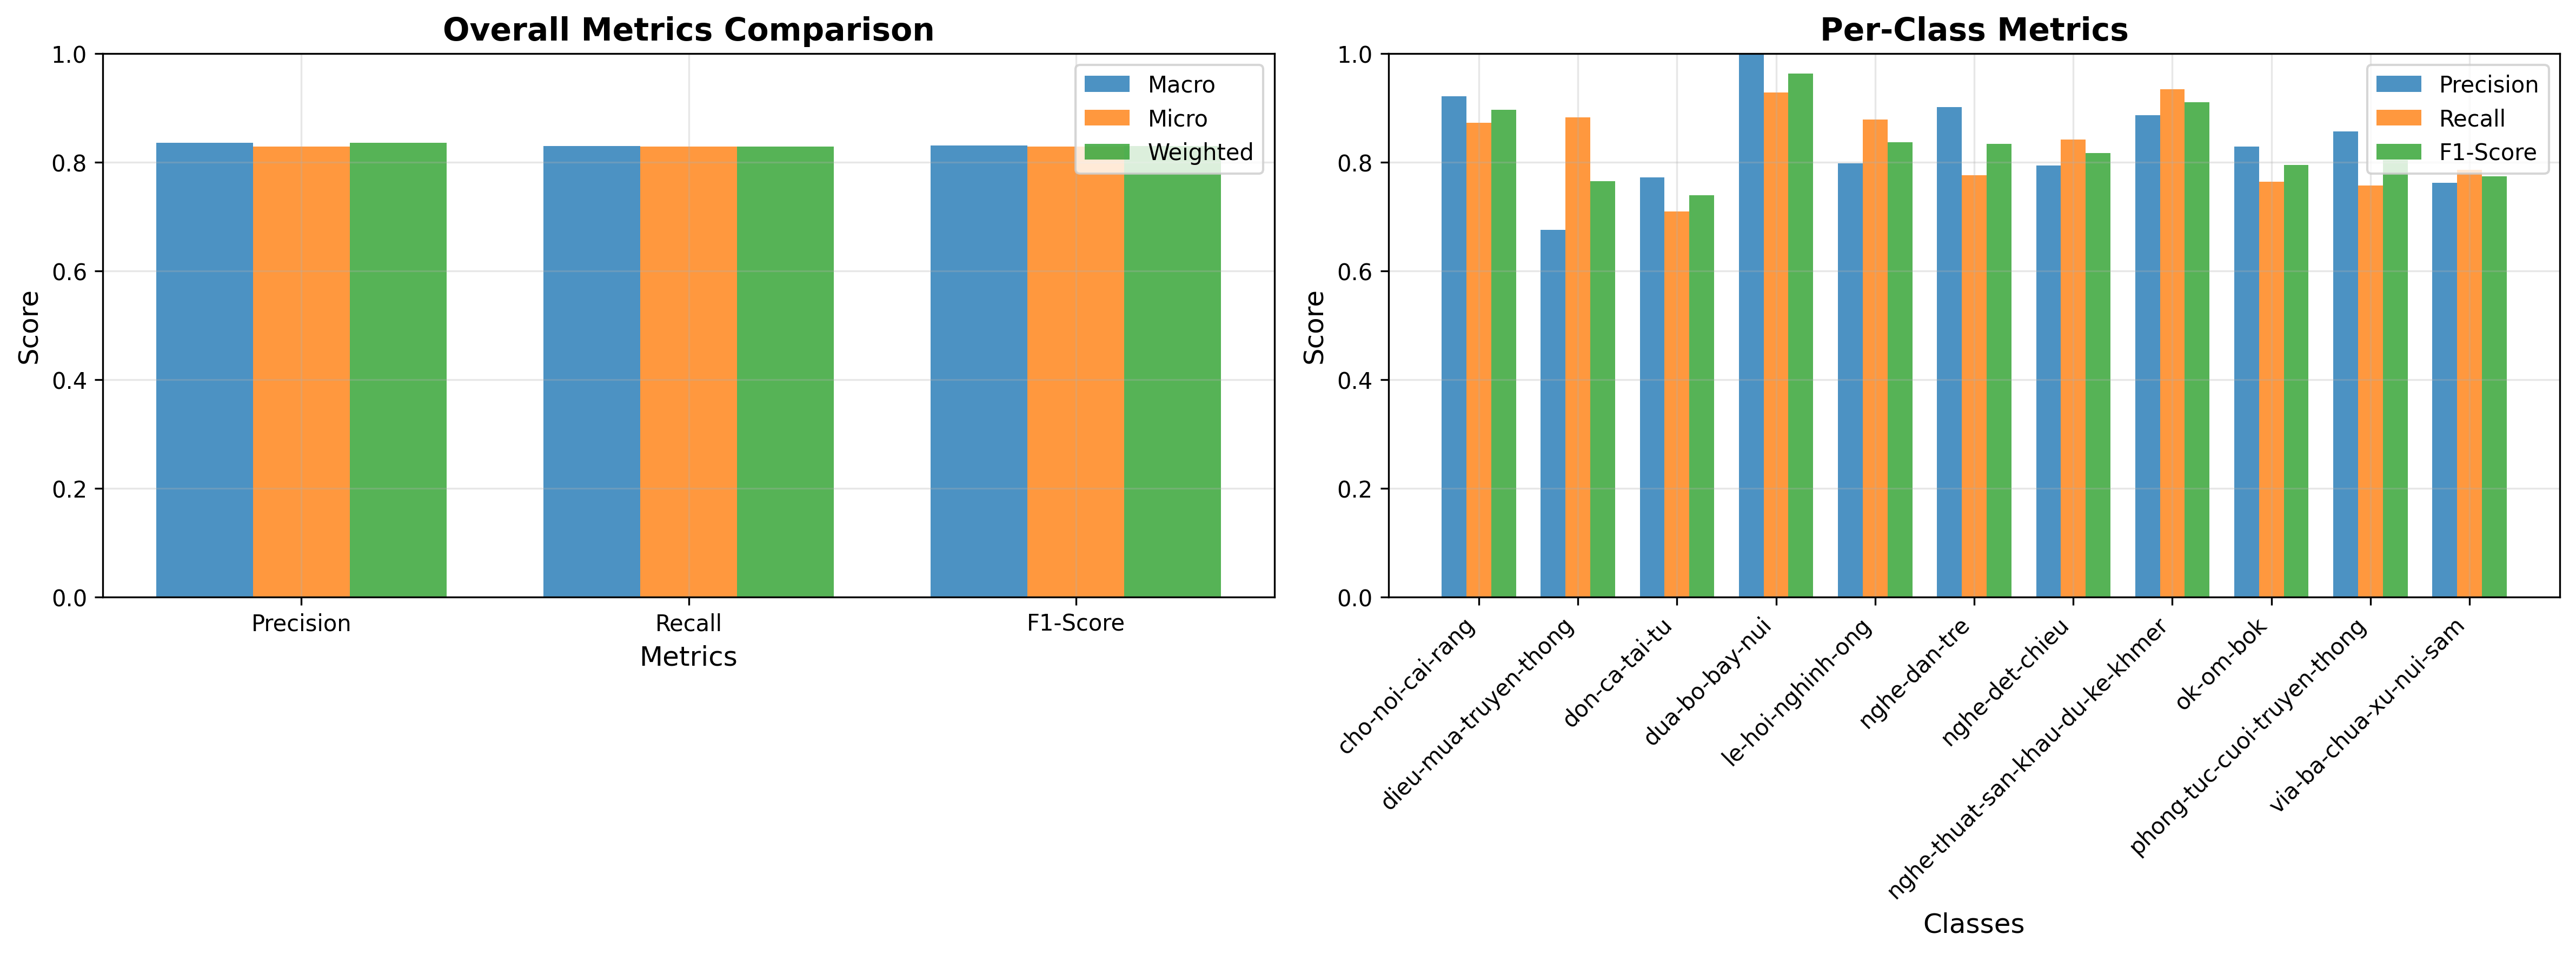 Overall Metrics Comparison
Score
1.0
0.8
0.6
0.4
0.2
0.0
Macro
Micro
Weighted
Precision
Recall
F1-Score
Metrics
Per-Class Metrics
Score
1.0
0.8
0.6
0.4
0.2
0.0
Precision
Recall
F1-Score
cho-noi-cai-rang
dieu-mua-truyen-thong
don-ca-tai-tu
dua-bo-bay-nui
le-hoi-nghinh-ong
nghe-dan-tre
nghe-det-chieu
nghe-thuat-san-khau-du-ke-khmer
ok-om-bok
phong-tuc-cuoi-truyen-thong
via-ba-chua-xu-nui-sam
Classes